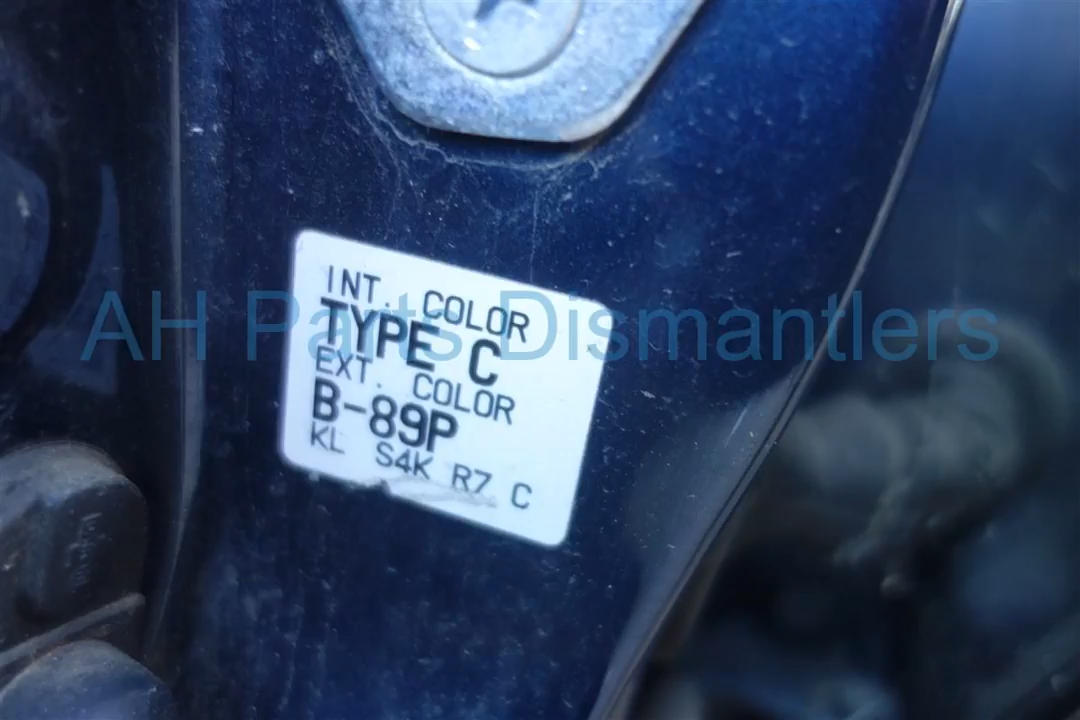 INT. COLOR
TYPE C
EXT. COLOR
B-89P
KL S4K R7 C
AH Parts Dismantlers